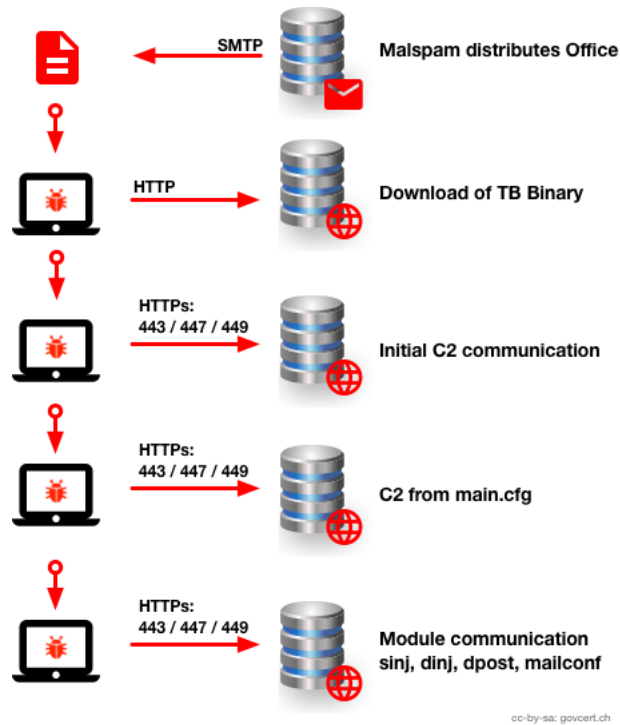 SMTP
Malspam distributes Office
HTTP
Download of TB Binary
HTTPs:
443 / 447 / 449
Initial C2 communication
HTTPs:
443 / 447 / 449
C2 from main.cfg
HTTPs:
443 / 447 / 449
Module communication
sinj, dinj, dpost, mailconf
cc-by-sa: govcert.ch